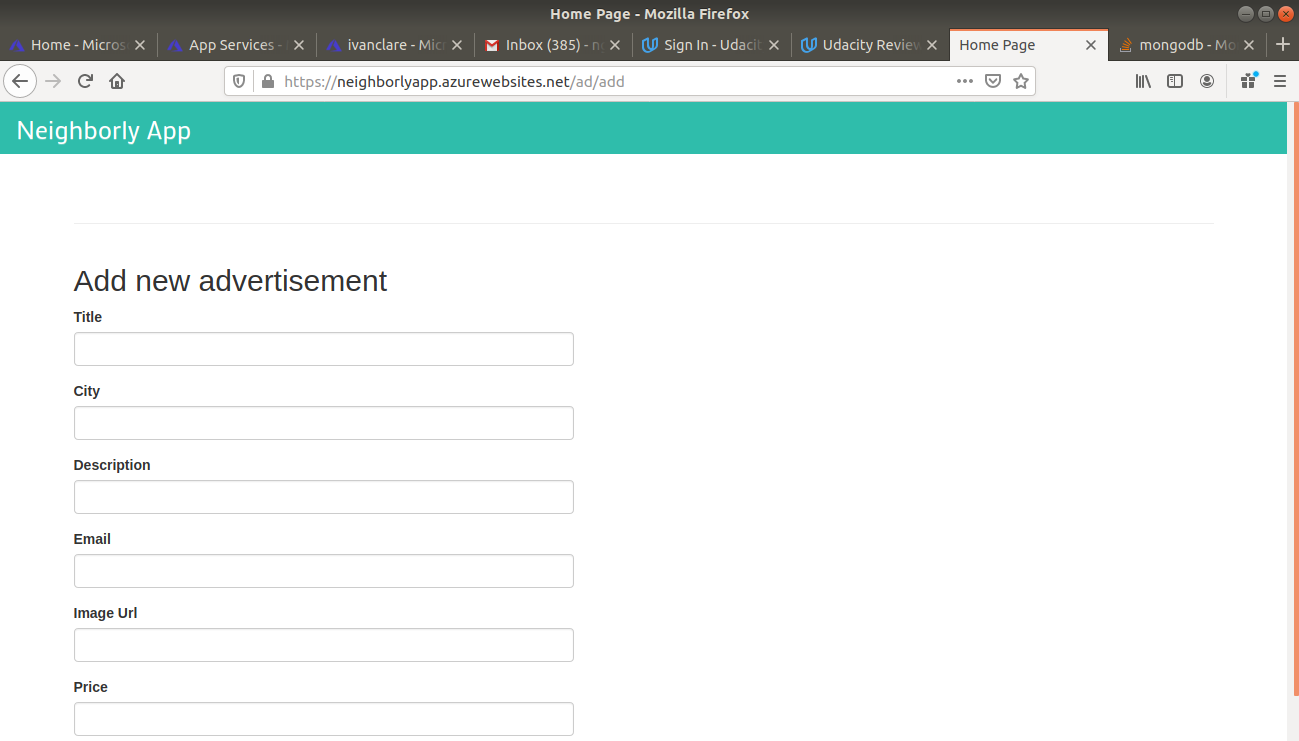 Home Page - Mozilla Firefox
Home - Micros
App Services -
ivanclare - Mic
Inbox (385) - n
Sign In - Udacit
Udacity Review
Home Page
mongodb - Mo
https://neighborlyapp.azurewebsites.net/ad/add
Neighborly App
Add new advertisement
Title
City
Description
Email
Image Url
Price